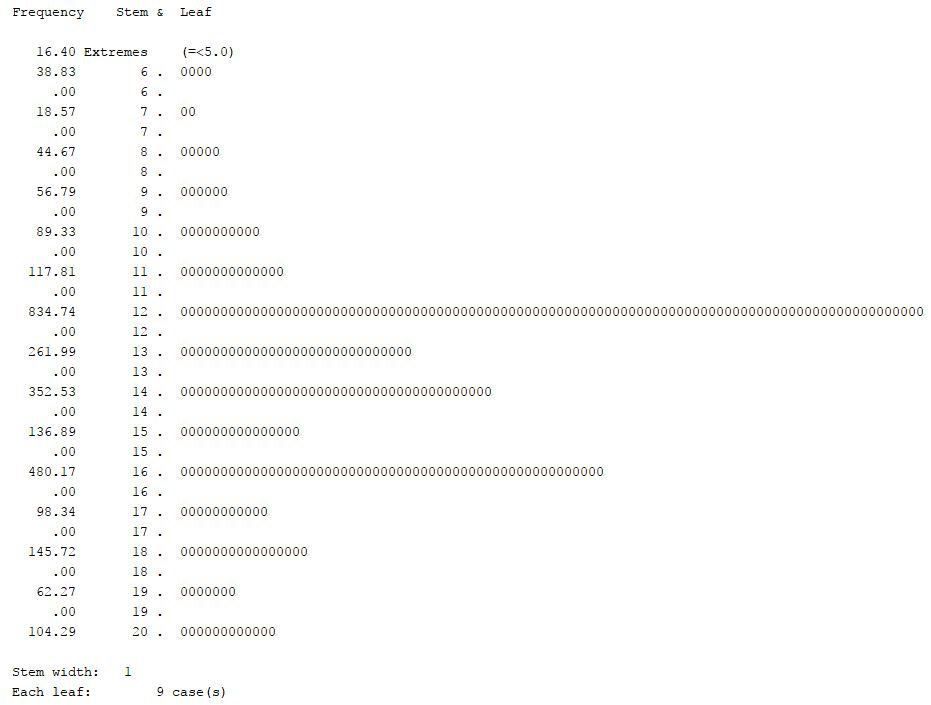 Frequency Stem & Leaf
16.40 Extremes (=<5.0)
38.83 6 . 0000
.00 6 .
18.57 7 . 00
.00 7 .
44.67 8 . 00000
.00 8 .
56.79 9 . 000000
.00 9 .
89.33 10 . 0000000000
.00 10 .
117.81 11 . 0000000000000
.00 11 .
834.74 12 . 000000000000000000000000000000000000000000000000000000000000000000000000000000000000000000000
.00 12 .
261.99 13 . 00000000000000000000000000000
.00 13 .
352.53 14 . 000000000000000000000000000000000000000
.00 14 .
136.89 15 . 000000000000000
.00 15 .
480.17 16 . 00000000000000000000000000000000000000000000000000000
.00 16 .
98.34 17 . 00000000000
.00 17 .
145.72 18 . 0000000000000000
.00 18 .
62.27 19 . 0000000
.00 19 .
104.29 20 . 000000000000
Stem width: 1
Each leaf: 9 case(s)